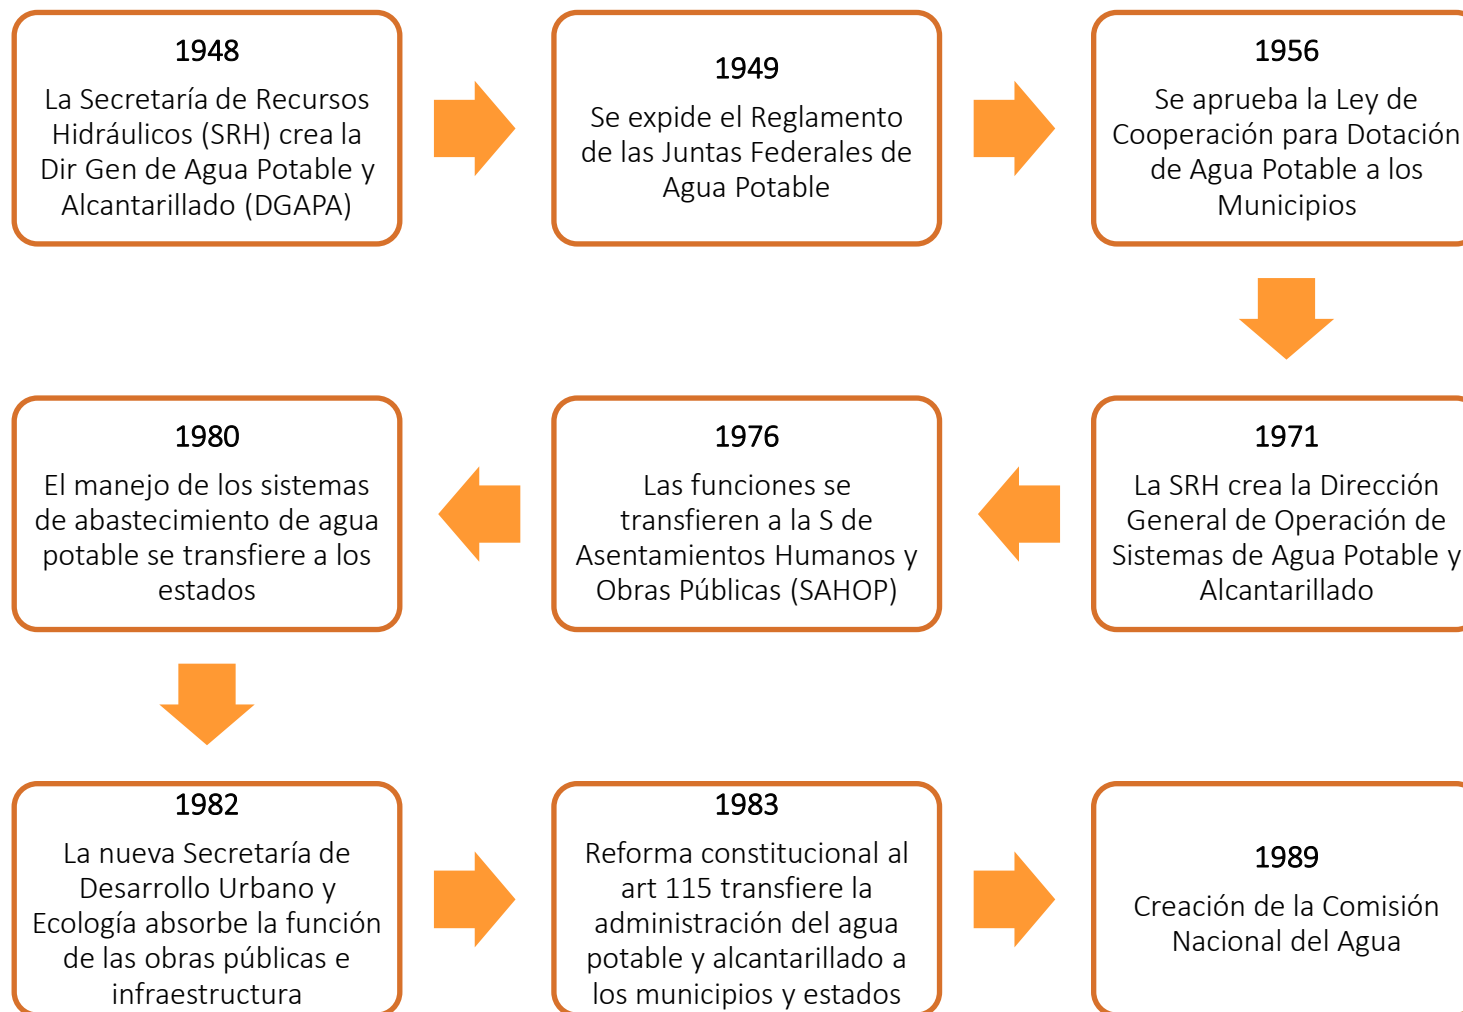 1948
La Secretaría de Recursos
Hidráulicos (SRH) crea la
Dir Gen de Agua Potable y
Alcantarillado (DGAPA)
1949
Se expide el Reglamento
de las Juntas Federales de
Agua Potable
1956
Se aprueba la Ley de
Cooperación para Dotación
de Agua Potable a los
Municipios
1971
La SRH crea la Dirección
General de Operación de
Sistemas de Agua Potable y
Alcantarillado
1976
Las funciones se
transfieren a la S de
Asentamientos Humanos y
Obras Públicas (SAHOP)
1980
El manejo de los sistemas
de abastecimiento de agua
potable se transfiere a los
estados
1982
La nueva Secretaría de
Desarrollo Urbano y
Ecología absorbe la función
de las obras públicas e
infraestructura
1983
Reforma constitucional al
art 115 transfiere la
administración del agua
potable y alcantarillado a
los municipios y estados
1989
Creación de la Comisión
Nacional del Agua